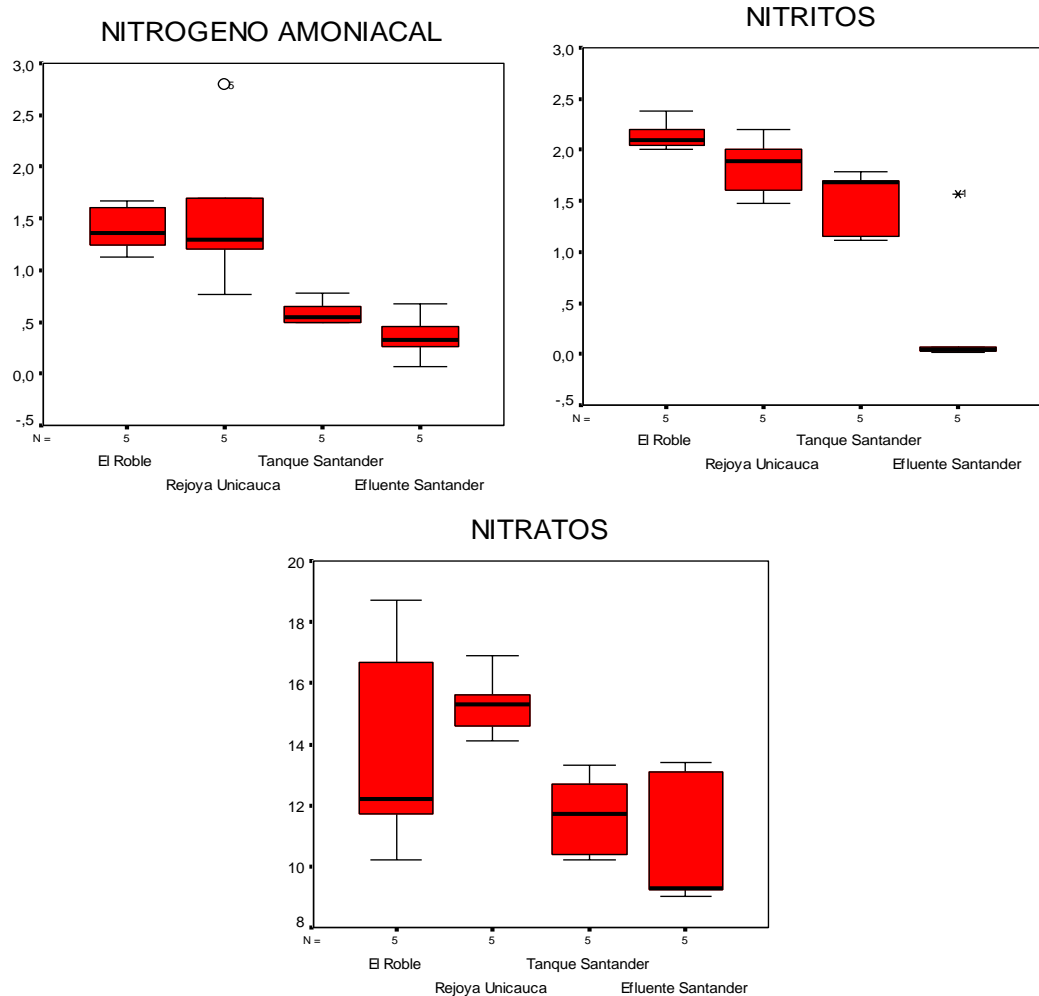 NITROGENO AMONIACAL
3,0
2,5
2,0
1,5
1,0
,5
0,0
-,5
5
N =
5
5
5
5
El Roble
Tanque Santander
Rejoya Unicauca
Efluente Santander
NITRITOS
3,0
2,5
2,0
1,5
1,0
,5
0,0
-,5
1
N =
5
5
5
5
El Roble
Tanque Santander
Rejoya Unicauca
Efluente Santander
NITRATOS
20
18
16
14
12
10
8
N =
5
5
5
5
El Roble
Tanque Santander
Rejoya Unicauca
Efluente Santander